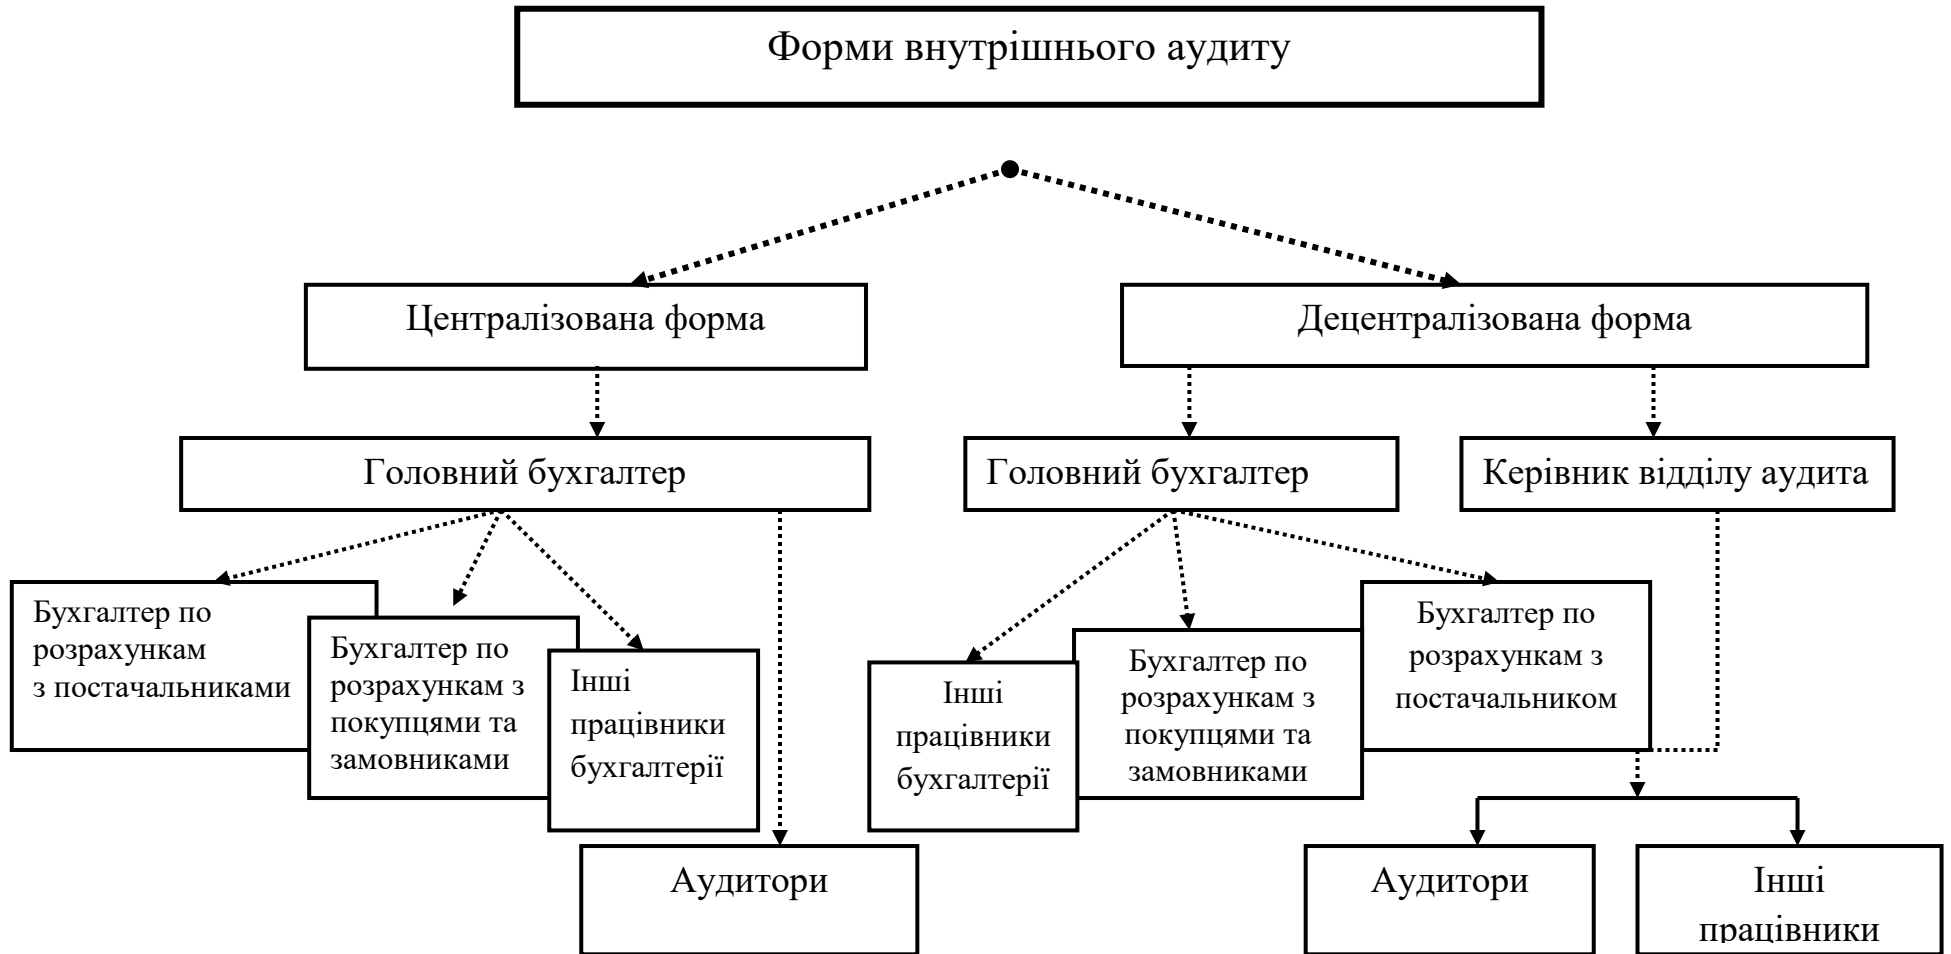 Форми внутрішнього аудиту
Централізована форма
Децентралізована форма
Головний бухгалтер
Головний бухгалтер
Керівник відділу аудита
Бухгалтер по
розрахункам
з постачальниками
Бухгалтер по
розрахункам з
покупцями та
замовниками
Інші
працівники
бухгалтерії
Інші
працівники
бухгалтерії
Бухгалтер по
розрахункам з
покупцями та
замовниками
Бухгалтер по
розрахункам з
постачальником
Аудитори
Аудитори
Інші
працівники